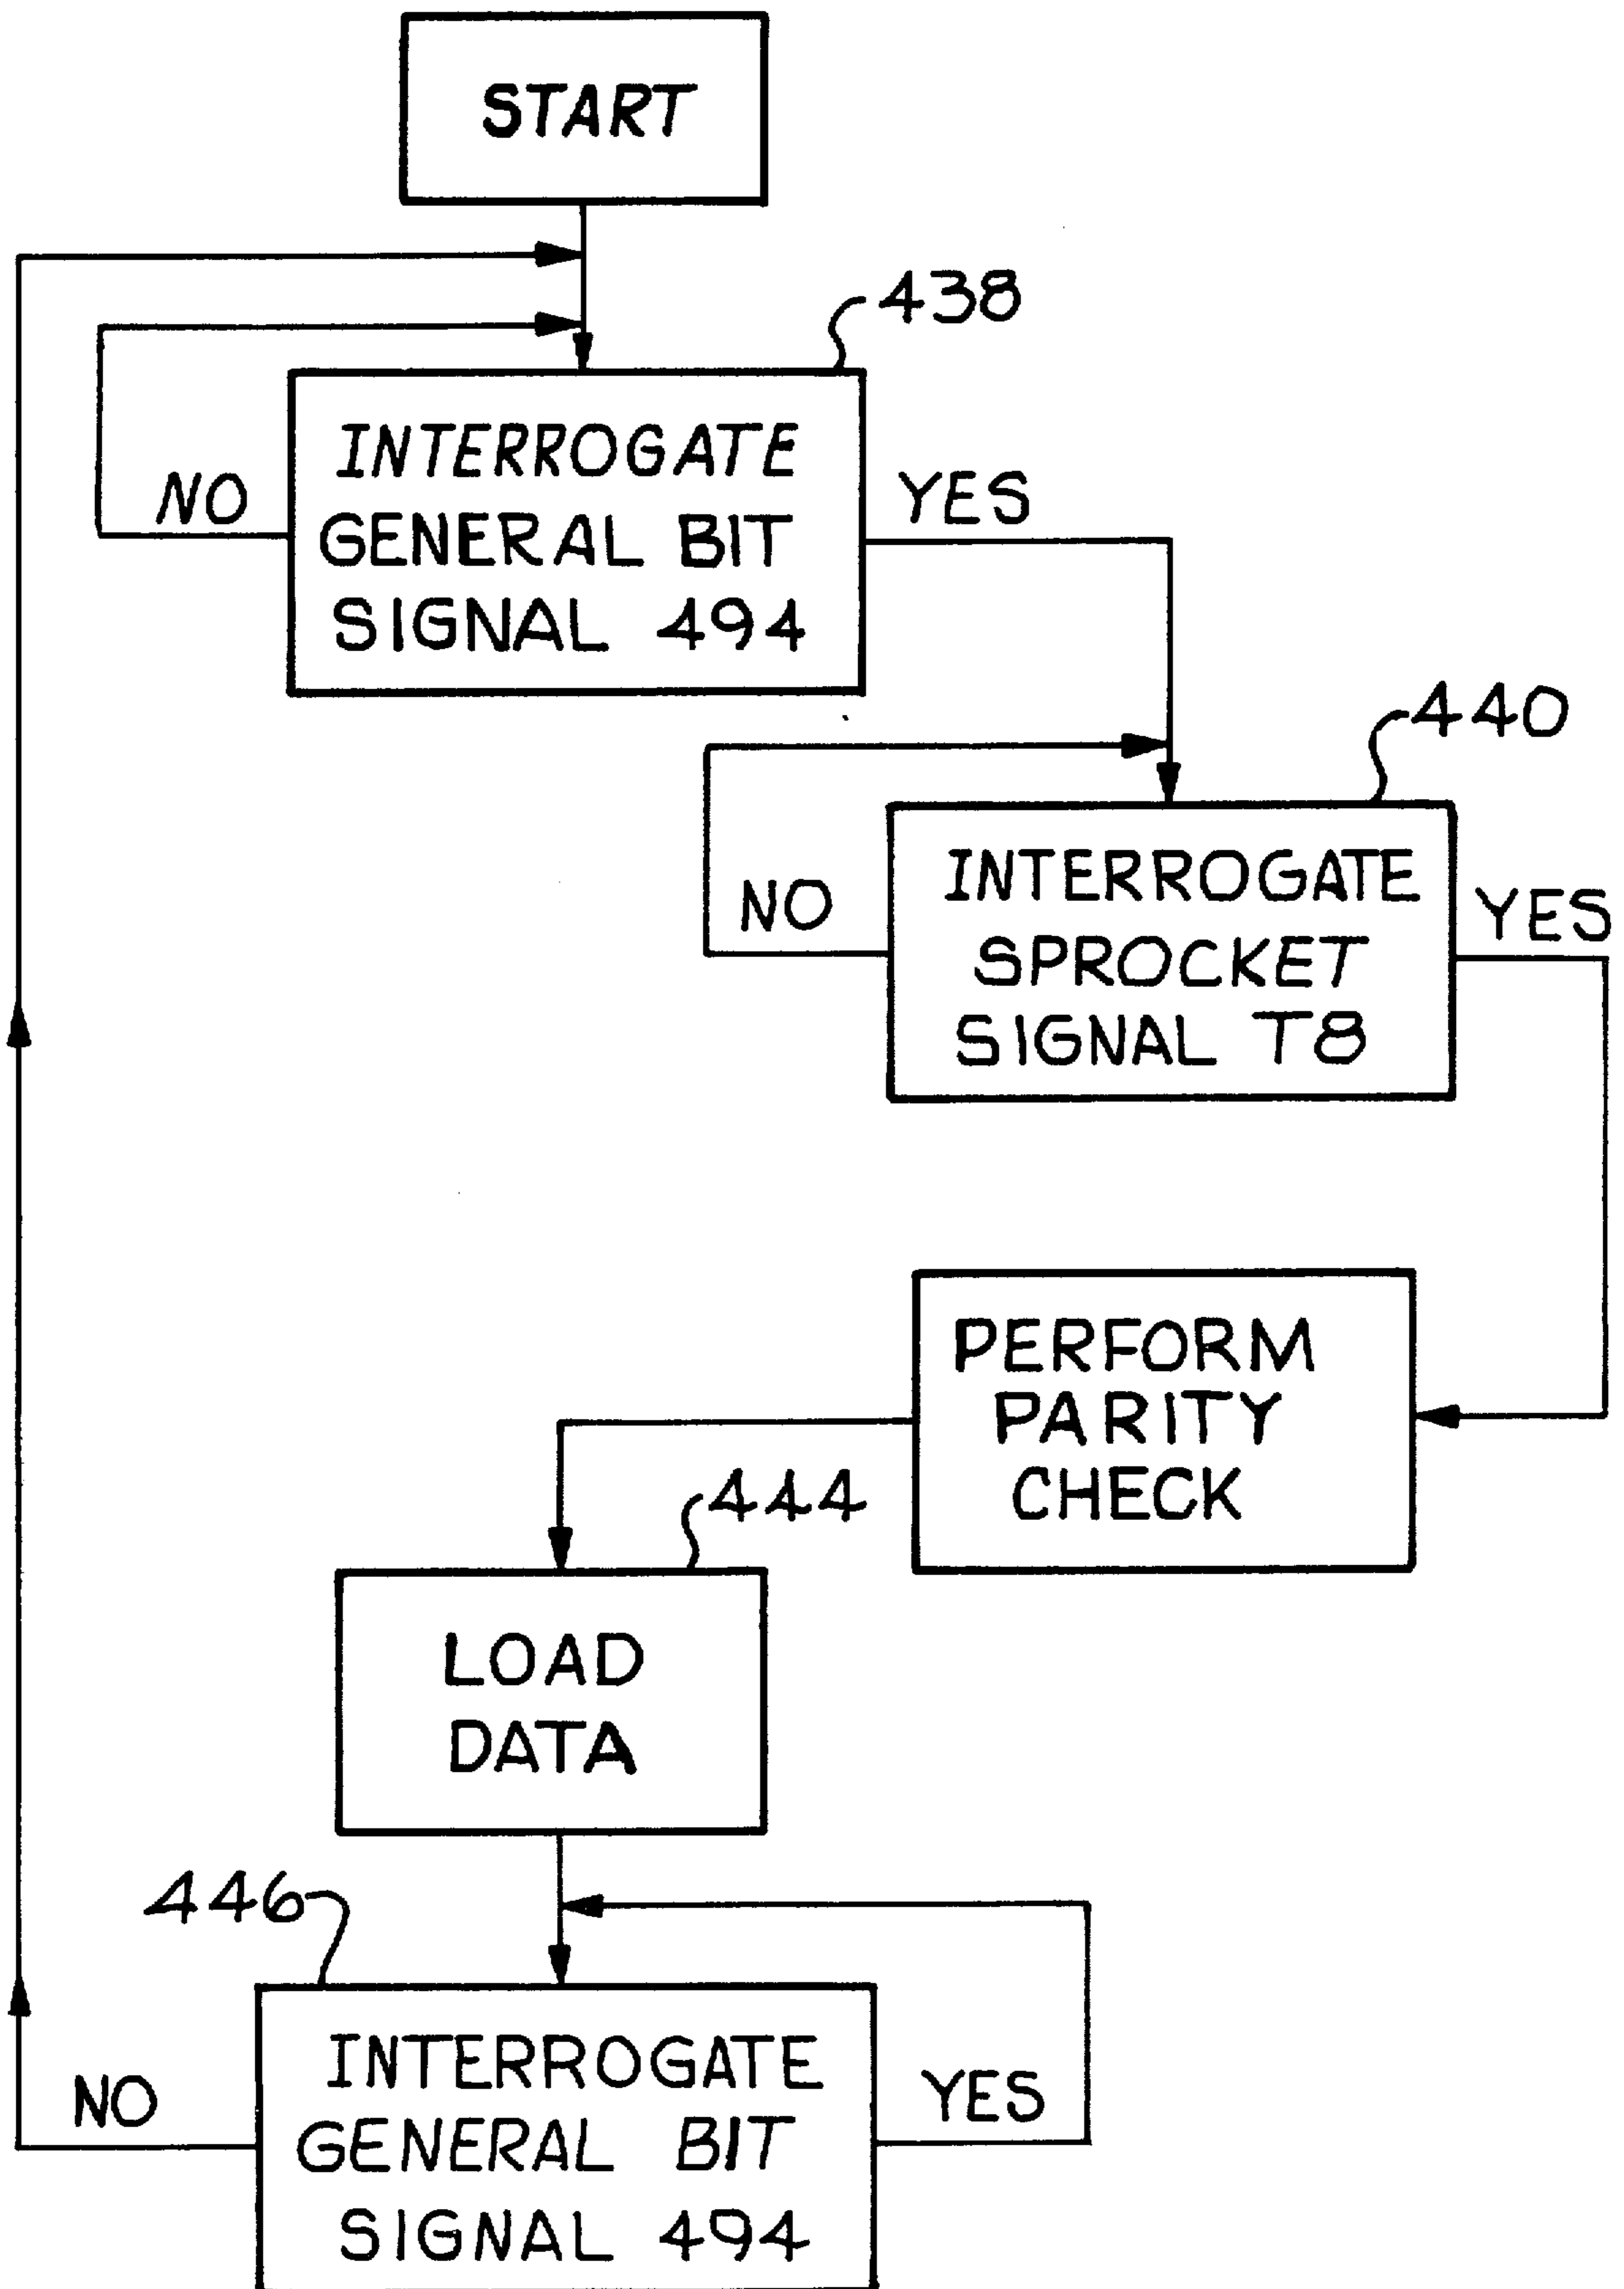 START
438
INTERROGATE
GENERAL BIT
SIGNAL 494
NO
YES
440
INTERROGATE
SPROCKET
SIGNAL T8
NO
YES
PERFORM
PARITY
CHECK
444
LOAD
DATA
446
INTERROGATE
GENERAL BIT
SIGNAL 494
NO
YES